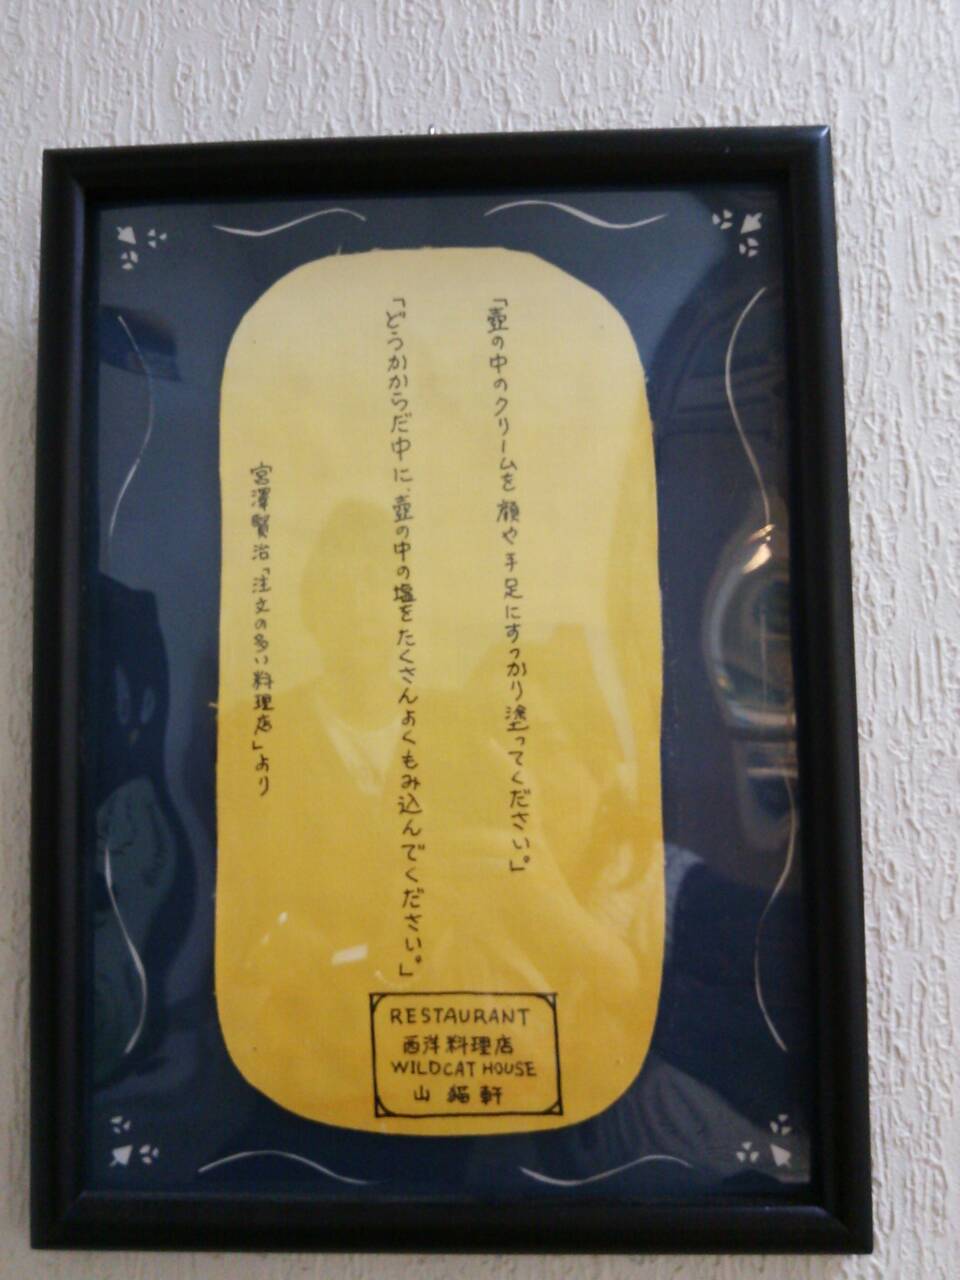 「壺の中のクリームを顔や手足にすっかり塗ってください。」
「どうかからだ中に、壺の中の塩をたくさんよくもみ込んでください。」
宮澤賢治「注文の多い料理店」より
RESTAURANT
西洋料理店
WILDCAT HOUSE
山猫軒